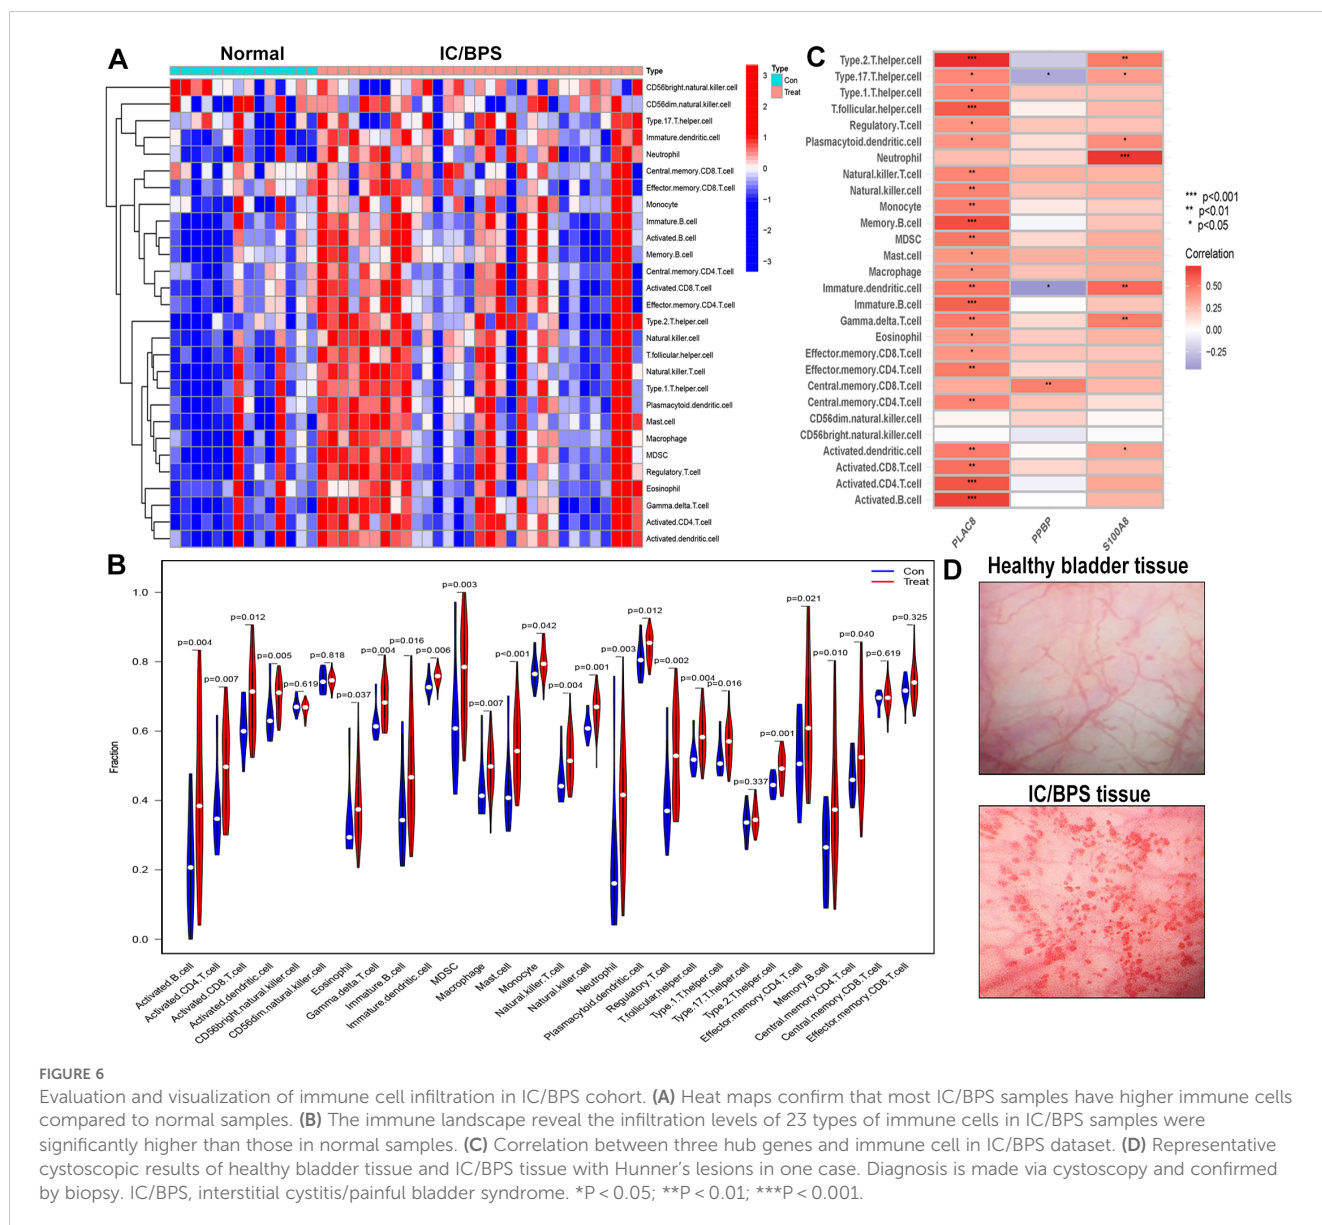 A
Normal
IC/BPS
Type
CD56bright.natural.killer.cell
CD56dim.natural.killer.cell
Type.17.T.helper.cell
Immature.dendritic.cell
Neutrophil
Central.memory.CD8.T.cell
Effector.memory.CD8.T.cell
Monocyte
Immature.B.cell
Activated.B.cell
Memory.B.cell
Central.memory.CD4.T.cell
Activated.CD8.T.cell
Effector.memory.CD4.T.cell
Type.2.T.helper.cell
Natural.killer.cell
T.follicular.helper.cell
Natural.killer.T.cell
Type.1.T.helper.cell
Plasmacytoid.dendritic.cell
Mast.cell
Macrophage
MDSC
Regulatory.T.cell
Eosinophil
Gamma.delta.T.cell
Activated.CD4.T.cell
Activated.dendritic.cell
3
2
1
0
−1
−2
−3
Type
Con
Treat
C
Type.2.T.helper.cell *** **
Type.17.T.helper.cell * * *
Type.1.T.helper.cell *
T.follicular.helper.cell ***
Regulatory.T.cell *
Plasmacytoid.dendritic.cell * *
Neutrophil ***
Natural.killer.T.cell **
Natural.killer.cell **
Monocyte **
Memory.B.cell ***
MDSC **
Mast.cell *
Macrophage *
Immature.dendritic.cell ** * **
Immature.B.cell ***
Gamma.delta.T.cell ** **
Eosinophil *
Effector.memory.CD8.T.cell *
Effector.memory.CD4.T.cell **
Central.memory.CD8.T.cell **
Central.memory.CD4.T.cell **
CD56dim.natural.killer.cell
CD56bright.natural.killer.cell
Activated.dendritic.cell ** *
Activated.CD8.T.cell **
Activated.CD4.T.cell ***
Activated.B.cell ***
PLAC8 PPBP S100A8
*** p<0.001
** p<0.01
* p<0.05
Correlation
0.50
0.25
0.00
−0.25
B
Fraction
1.0
0.8
0.6
0.4
0.2
0.0
Con
Treat
p=0.004
p=0.007
p=0.012
p=0.005
p=0.619
p=0.818
p=0.037
p=0.004
p=0.016
p=0.006
p=0.003
p=0.007
p<0.001
p=0.042
p=0.004
p=0.001
p=0.003
p=0.012
p=0.002
p=0.004
p=0.016
p=0.337
p=0.001
p=0.021
p=0.010
p=0.040
p=0.619
p=0.325
Activated.B.cell
Activated.CD4.T.cell
Activated.CD8.T.cell
Activated.dendritic.cell
CD56bright.natural.killer.cell
CD56dim.natural.killer.cell
Eosinophil
Gamma.delta.T.cell
Immature.B.cell
Immature.dendritic.cell
MDSC
Macrophage
Mast.cell
Monocyte
Natural.killer.T.cell
Natural.killer.cell
Neutrophil
Plasmacytoid.dendritic.cell
Regulatory.T.cell
T.follicular.helper.cell
Type.1.T.helper.cell
Type.17.T.helper.cell
Type.2.T.helper.cell
Effector.memory.CD4.T.cell
Memory.B.cell
Central.memory.CD4.T.cell
Central.memory.CD8.T.cell
Effector.memory.CD8.T.cell
D
Healthy bladder tissue
IC/BPS tissue
FIGURE 6
Evaluation and visualization of immune cell infiltration in IC/BPS cohort. (A) Heat maps confirm that most IC/BPS samples have higher immune cells
compared to normal samples. (B) The immune landscape reveal the infiltration levels of 23 types of immune cells in IC/BPS samples were
significantly higher than those in normal samples. (C) Correlation between three hub genes and immune cell in IC/BPS dataset. (D) Representative
cystoscopic results of healthy bladder tissue and IC/BPS tissue with Hunner's lesions in one case. Diagnosis is made via cystoscopy and confirmed
by biopsy. IC/BPS, interstitial cystitis/painful bladder syndrome. *P < 0.05; **P < 0.01; ***P < 0.001.